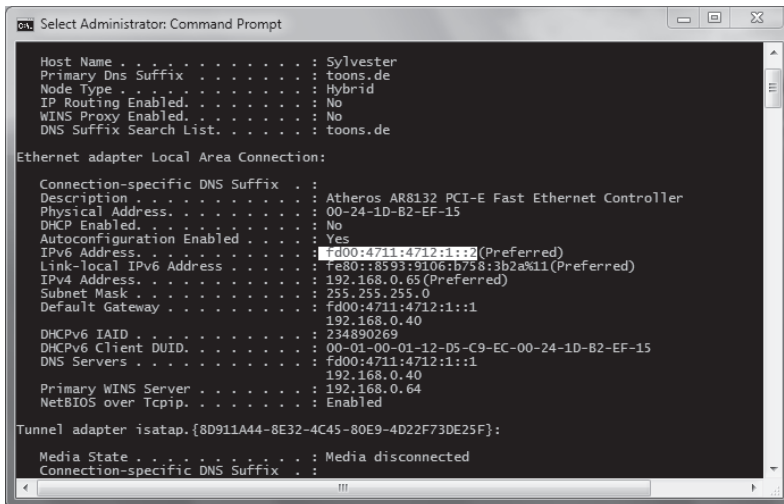 Select Administrator: Command Prompt
Host Name . . . . . . . . . . . . : Sylvester
Primary Dns Suffix  . . . . . . . : toons.de
Node Type . . . . . . . . . . . . : Hybrid
IP Routing Enabled. . . . . . . . : No
WINS Proxy Enabled. . . . . . . . : No
DNS Suffix Search List. . . . . . : toons.de
Ethernet adapter Local Area Connection:
Connection-specific DNS Suffix  . :
Description . . . . . . . . . . . : Atheros AR8132 PCI-E Fast Ethernet Controller
Physical Address. . . . . . . . . : 00-24-1D-B2-EF-15
DHCP Enabled. . . . . . . . . . . : No
Autoconfiguration Enabled . . . . : Yes
IPv6 Address. . . . . . . . . . . : fd00:4711:4712:1::2(Preferred)
Link-local IPv6 Address . . . . . : fe80::8593:9106:b758:3b2a%11(Preferred)
IPv4 Address. . . . . . . . . . . : 192.168.0.65(Preferred)
Subnet Mask . . . . . . . . . . . : 255.255.255.0
Default Gateway . . . . . . . . . : fd00:4711:4712:1::1
192.168.0.40
DHCPv6 IAID . . . . . . . . . . . : 234890269
DHCPv6 Client DUID. . . . . . . . : 00-01-00-01-12-D5-C9-EC-00-24-1D-B2-EF-15
DNS Servers . . . . . . . . . . . : fd00:4711:4712:1::1
192.168.0.40
Primary WINS Server . . . . . . . : 192.168.0.64
NetBIOS over Tcpip. . . . . . . . : Enabled
Tunnel adapter isatap.{8D911A44-8E32-4C45-80E9-4D22F73DE25F}:
Media State . . . . . . . . . . . : Media disconnected
Connection-specific DNS Suffix  . :